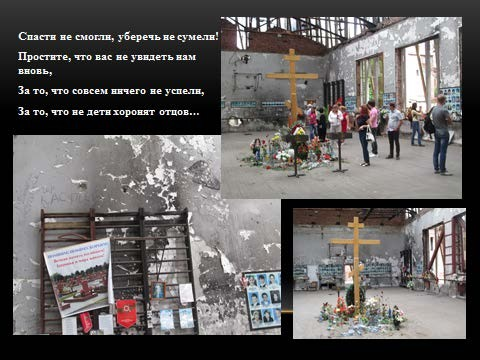 Спасти не смогли, уберечь не сумели!
Простите, что вас не увидеть нам
вновь,
За то, что совсем ничего не успели,
За то, что не дети хоронят отцов…